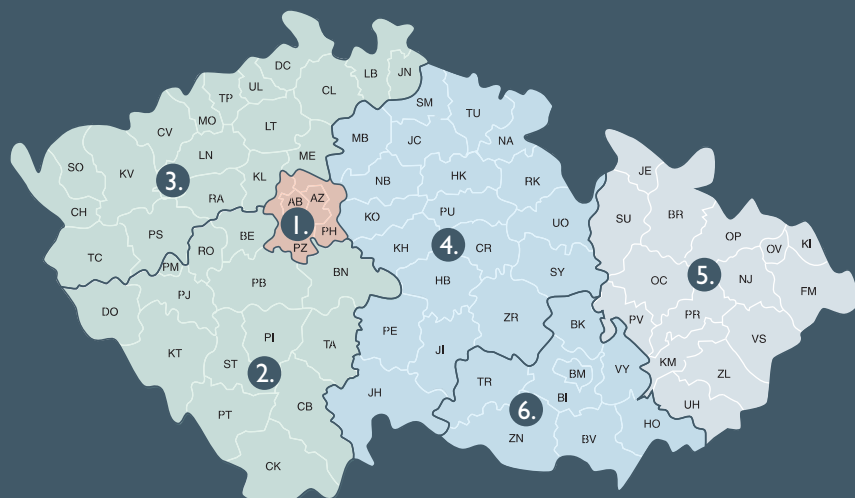 DC
LB
JN
UL
CL
TP
SM
TU
MO
CV
LT
MB
JC
NA
LN
ME
SO
KV
3.
KL
NB
HK
RK
JE
RA
AB
AZ
CH
KO
PU
SU
BR
PS
BE
1.
PH
UO
OP
RO
PZ
KH
4.
CR
OV
KI
TC
PM
BN
SY
5.
PB
HB
OC
NJ
FM
PJ
DO
ZR
PR
PE
BK
PV
VS
PI
TA
KT
JI
ST
KM
2.
VY
BM
ZL
TR
JH
BI
CB
UH
PT
6.
HO
ZN
BV
CK